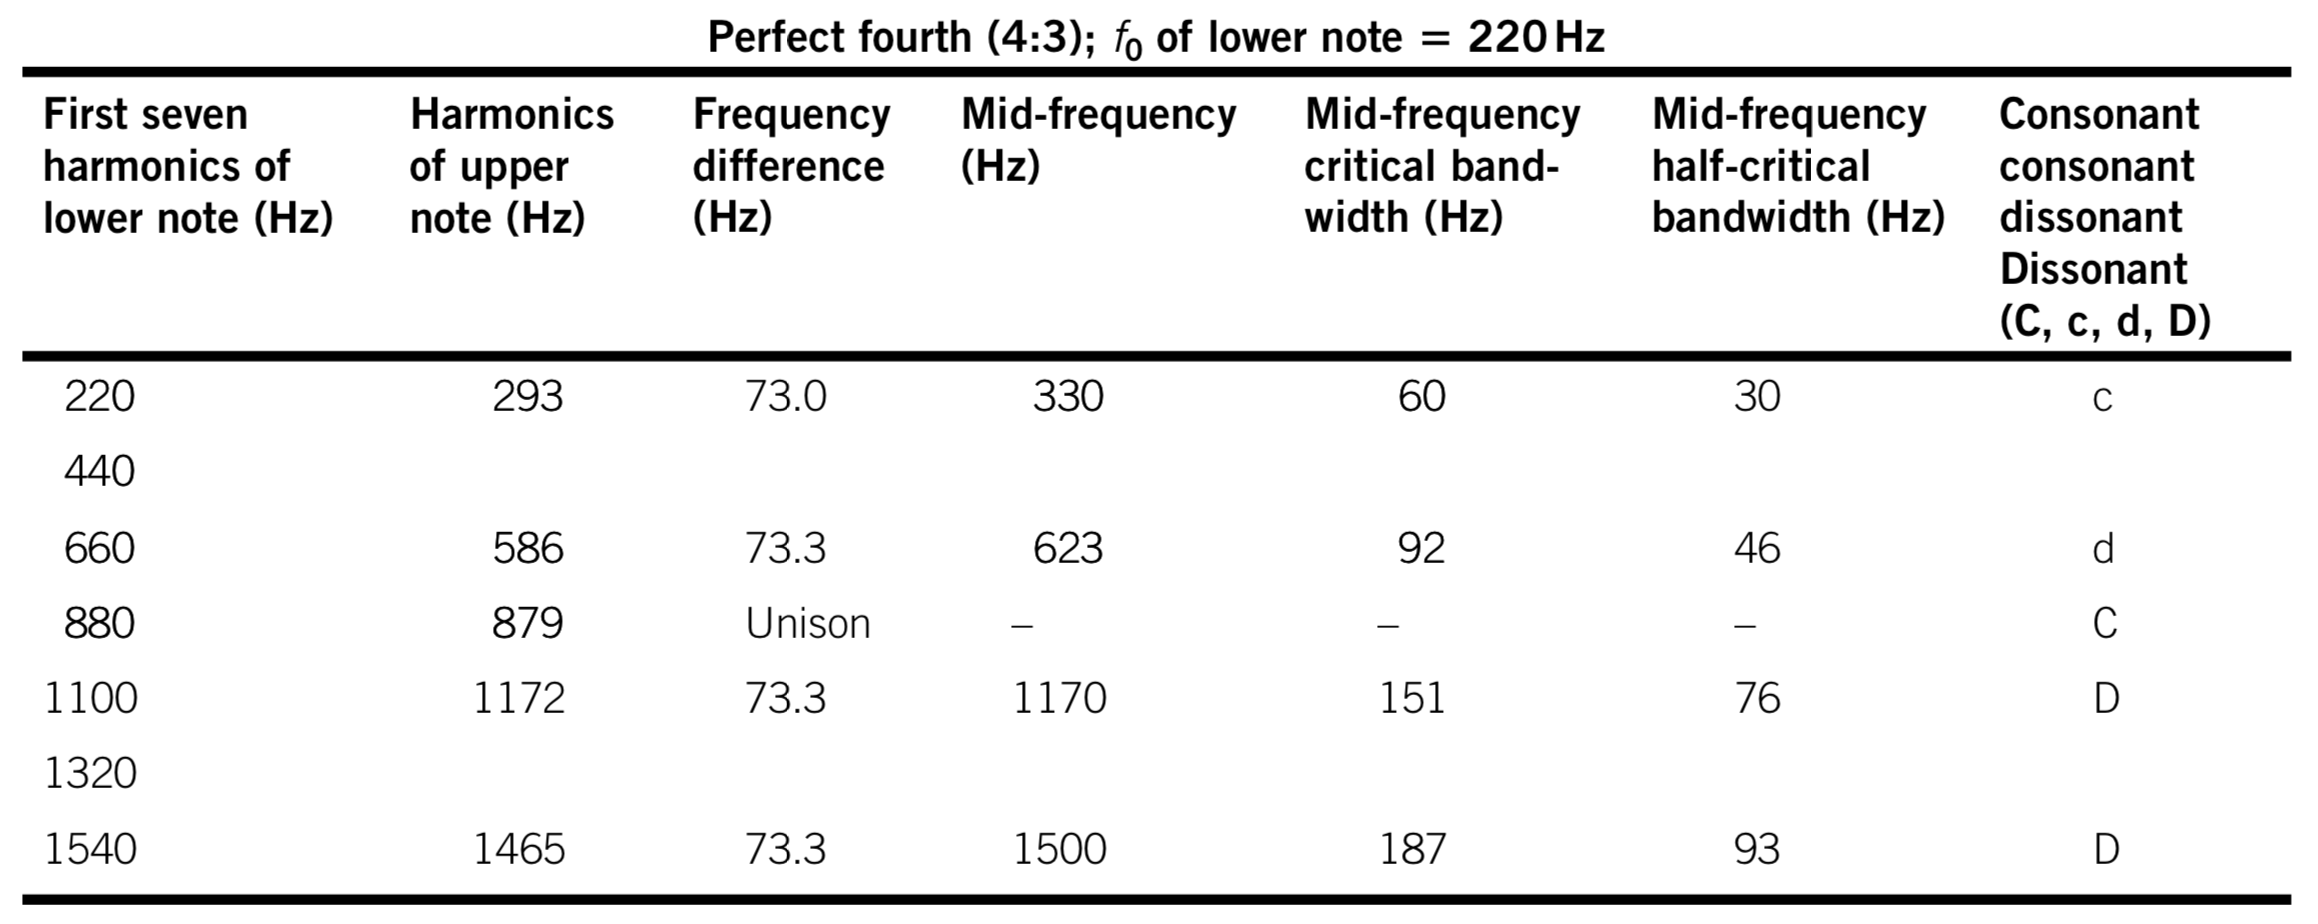 Perfect fourth (4:3); f0 of lower note = 220 Hz
First seven harmonics of lower note (Hz) Harmonics of upper note (Hz) Frequency difference (Hz) Mid-frequency (Hz) Mid-frequency critical band-width (Hz) Mid-frequency half-critical bandwidth (Hz) Consonant consonant dissonant Dissonant (C, c, d, D)
220 293 73.0 330 60 30 c
440
660 586 73.3 623 92 46 d
880 879 Unison – – – C
1100 1172 73.3 1170 151 76 D
1320
1540 1465 73.3 1500 187 93 D